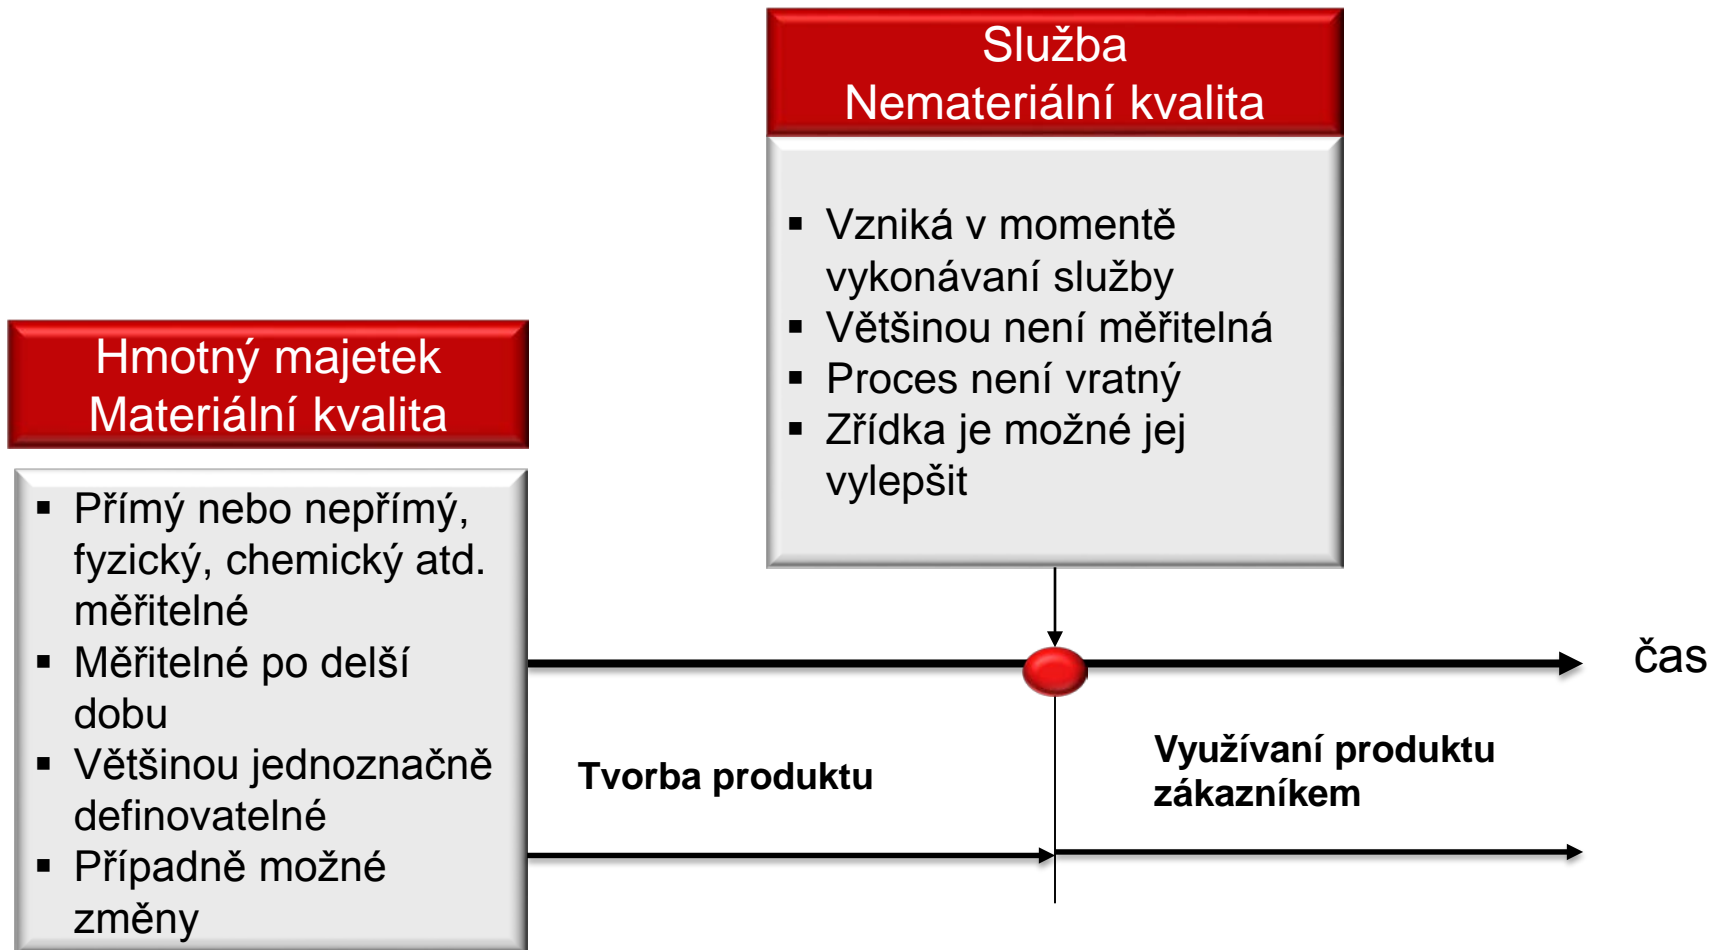 Služba
Nemateriální kvalita
▪ Vzniká v momentě
vykonávaní služby
▪ Většinou není měřitelná
▪ Proces není vratný
▪ Zřídka je možné jej
vylepšit
Hmotný majetek
Materiální kvalita
▪ Přímý nebo nepřímý,
fyzický, chemický atd.
měřitelné
▪ Měřitelné po delší
dobu
▪ Většinou jednoznačně
definovatelné
▪ Případně možné
změny
čas
Tvorba produktu
Využívaní produktu
zákazníkem